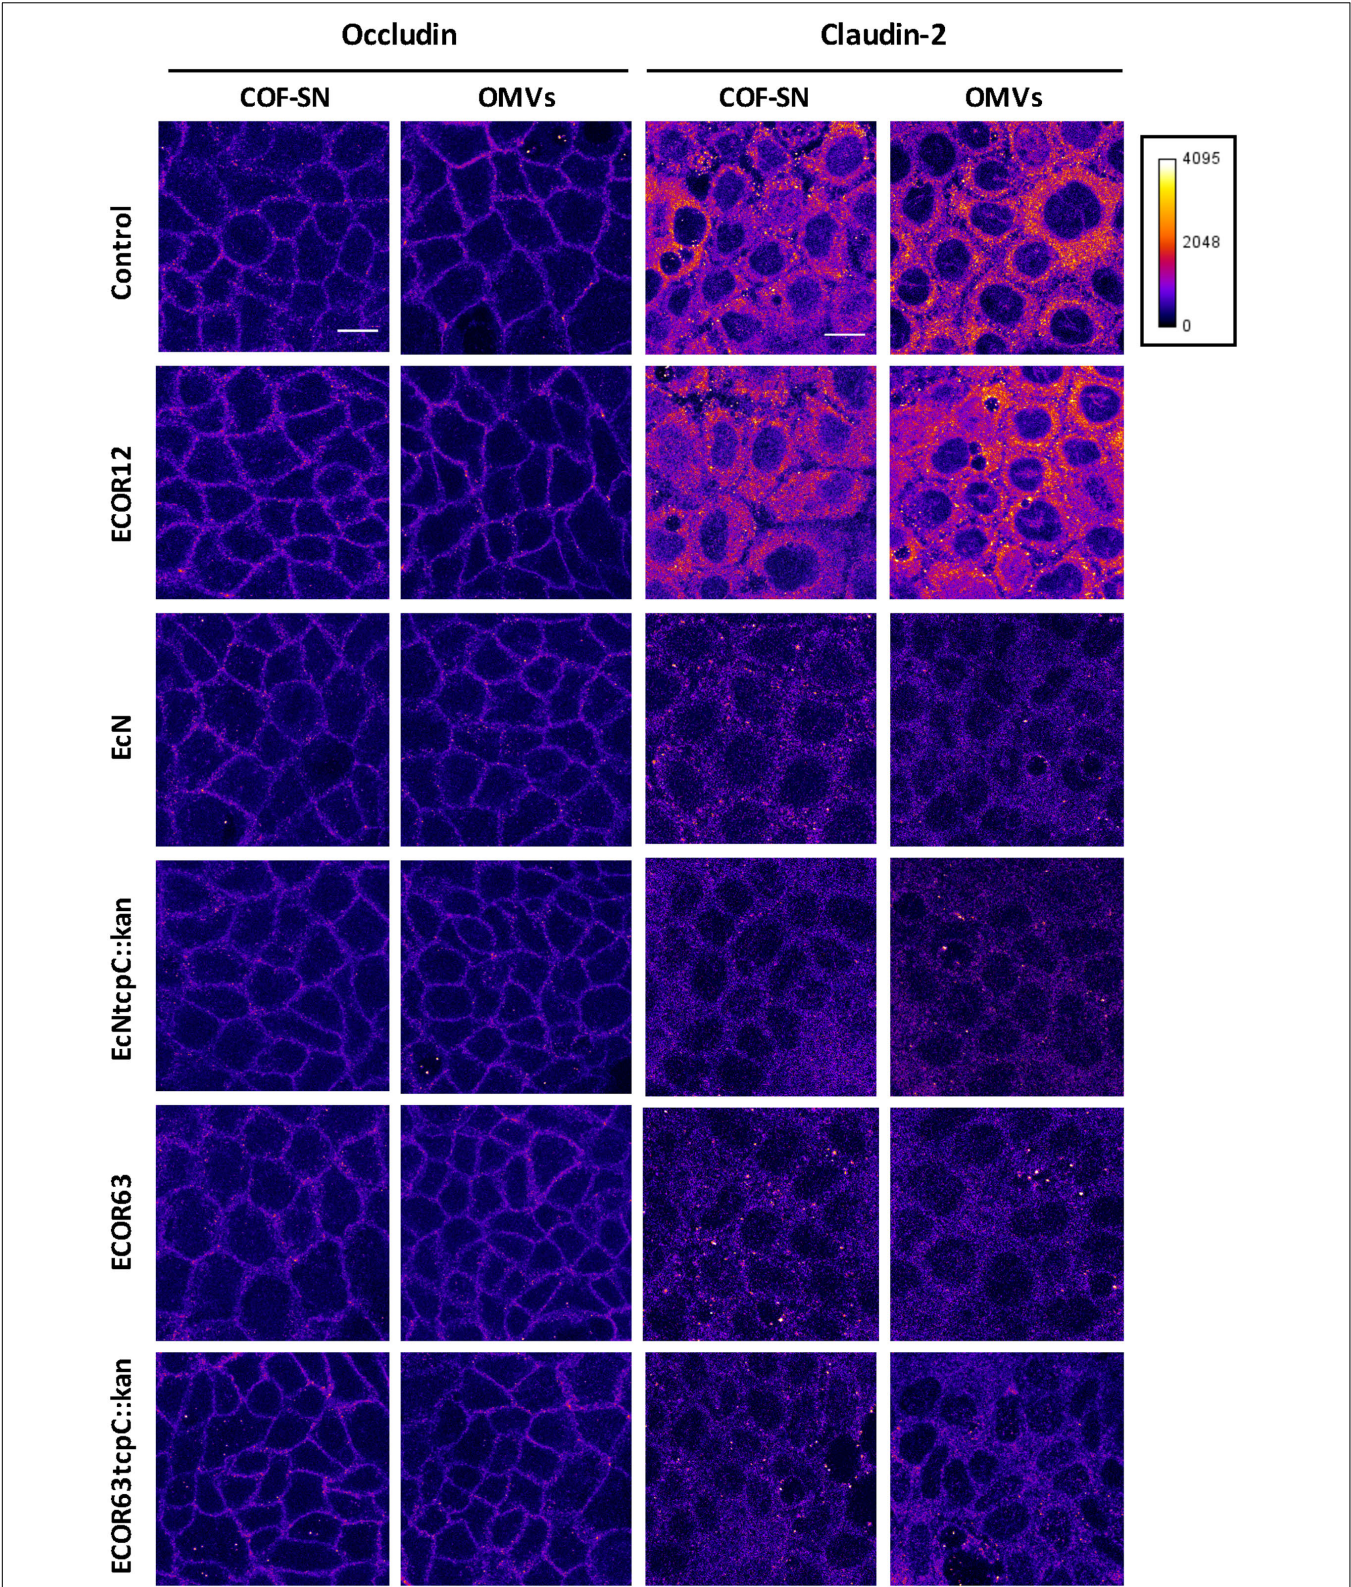 Occludin Claudin-2
COF-SN OMVs COF-SN OMVs
Control
4095
2048
0
ECOR12
EcN
EcNtcpC::kan
ECOR63
ECOR63tcpC::kan